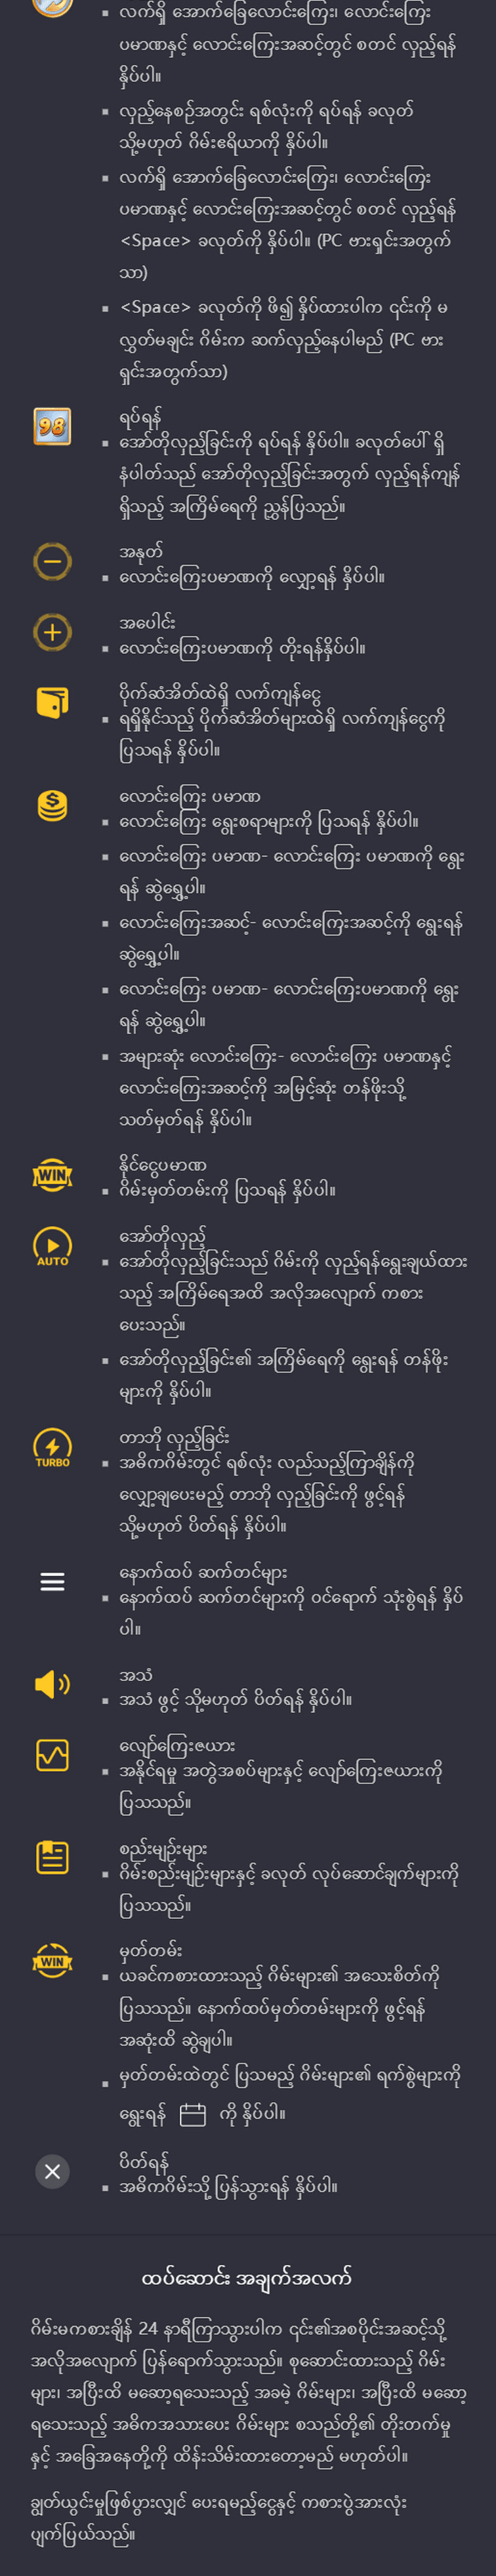 လက်ရှိ အောက်ခြေလောင်းကြေး၊ လောင်းကြေး
ပမာဏနှင့် လောင်းကြေးအဆင့်တွင် စတင် လှည့်ရန်
နှိပ်ပါ။
လှည့်နေစဉ်အတွင်း ရစ်လုံးကို ရပ်ရန် ခလုတ်
သို့မဟုတ် ဂိမ်းဧရိယာကို နှိပ်ပါ။
လက်ရှိ အောက်ခြေလောင်းကြေး၊ လောင်းကြေး
ပမာဏနှင့် လောင်းကြေးအဆင့်တွင် စတင် လှည့်ရန်
<Space> ခလုတ်ကို နှိပ်ပါ။ (PC ဗားရှင်းအတွက်
သာ)
<Space> ခလုတ်ကို ဖိ၍ နှိပ်ထားပါက ၎င်းကို မ
လွှတ်မချင်း ဂိမ်းက ဆက်လှည့်နေပါမည် (PC ဗား
ရှင်းအတွက်သာ)
98
ရပ်ရန်
အော်တိုလှည့်ခြင်းကို ရပ်ရန် နှိပ်ပါ။ ခလုတ်ပေါ် ရှိ
နံပါတ်သည် အော်တိုလှည့်ခြင်းအတွက် လှည့်ရန်ကျန်
ရှိသည့် အကြိမ်ရေကို ညွှန်ပြသည်။
အနုတ်
လောင်းကြေးပမာဏကို လျှော့ရန် နှိပ်ပါ။
အပေါင်း
လောင်းကြေးပမာဏကို တိုးရန်နှိပ်ပါ။
ပိုက်ဆံအိတ်ထဲရှိ လက်ကျန်ငွေ
ရရှိနိုင်သည့် ပိုက်ဆံအိတ်များထဲရှိ လက်ကျန်ငွေကို
ပြသရန် နှိပ်ပါ။
လောင်းကြေး ပမာဏ
လောင်းကြေး ရွေးစရာများကို ပြသရန် နှိပ်ပါ။
လောင်းကြေး ပမာဏ- လောင်းကြေး ပမာဏကို ရွေး
ရန် ဆွဲရွှေ့ပါ။
လောင်းကြေးအဆင့်- လောင်းကြေးအဆင့်ကို ရွေးရန်
ဆွဲရွှေ့ပါ။
လောင်းကြေး ပမာဏ- လောင်းကြေးပမာဏကို ရွေး
ရန် ဆွဲရွှေ့ပါ။
အများဆုံး လောင်းကြေး- လောင်းကြေး ပမာဏနှင့်
လောင်းကြေးအဆင့်ကို အမြင့်ဆုံး တန်ဖိုးသို့
သတ်မှတ်ရန် နှိပ်ပါ။
WIN
နိုင်ငွေပမာဏ
ဂိမ်းမှတ်တမ်းကို ပြသရန် နှိပ်ပါ။
AUTO
အော်တိုလှည့်
အော်တိုလှည့်ခြင်းသည် ဂိမ်းကို လှည့်ရန်ရွေးချယ်ထား
သည့် အကြိမ်ရေအထိ အလိုအလျောက် ကစား
ပေးသည်။
အော်တိုလှည့်ခြင်း၏ အကြိမ်ရေကို ရွေးရန် တန်ဖိုး
များကို နှိပ်ပါ။
TURBO
တာဘို လှည့်ခြင်း
အဓိကဂိမ်းတွင် ရစ်လုံး လည်သည့်ကြာချိန်ကို
လျှော့ချပေးမည့် တာဘို လှည့်ခြင်းကို ဖွင့်ရန်
သို့မဟုတ် ပိတ်ရန် နှိပ်ပါ။
နောက်ထပ် ဆက်တင်များ
နောက်ထပ် ဆက်တင်များကို ဝင်ရောက် သုံးစွဲရန် နှိပ်
ပါ။
အသံ
အသံ ဖွင့် သို့မဟုတ် ပိတ်ရန် နှိပ်ပါ။
လျော်ကြေးဇယား
အနိုင်ရမှု အတွဲအစပ်များနှင့် လျော်ကြေးဇယားကို
ပြသသည်။
စည်းမျဉ်းများ
ဂိမ်းစည်းမျဉ်းများနှင့် ခလုတ် လုပ်ဆောင်ချက်များကို
ပြသသည်။
WIN
မှတ်တမ်း
ယခင်ကစားထားသည့် ဂိမ်းများ၏ အသေးစိတ်ကို
ပြသသည်။ နောက်ထပ်မှတ်တမ်းများကို ဖွင့်ရန်
အဆုံးထိ ဆွဲချပါ။
မှတ်တမ်းထဲတွင် ပြသမည့် ဂိမ်းများ၏ ရက်စွဲများကို
ရွေးရန် ကို နှိပ်ပါ။
ပိတ်ရန်
အဓိကဂိမ်းသို့ ပြန်သွားရန် နှိပ်ပါ။
ထပ်ဆောင်း အချက်အလက်
ဂိမ်းမကစားချိန် 24 နာရီကြာသွားပါက ၎င်း၏အစပိုင်းအဆင့်သို့
အလိုအလျောက် ပြန်ရောက်သွားသည်။ စုဆောင်းထားသည့် ဂိမ်း
များ၊ အပြီးထိ မဆော့ရသေးသည့် အခမဲ့ ဂိမ်းများ၊ အပြီးထိ မဆော့
ရသေးသည့် အဓိကအသားပေး ဂိမ်းများ စသည်တို့၏ တိုးတက်မှု
နှင့် အခြေအနေတို့ကို ထိန်းသိမ်းထားတော့မည် မဟုတ်ပါ။
ချွတ်ယွင်းမှုဖြစ်ပွားလျှင် ပေးရမည့်ငွေနှင့် ကစားပွဲအားလုံး
ပျက်ပြယ်သည်။